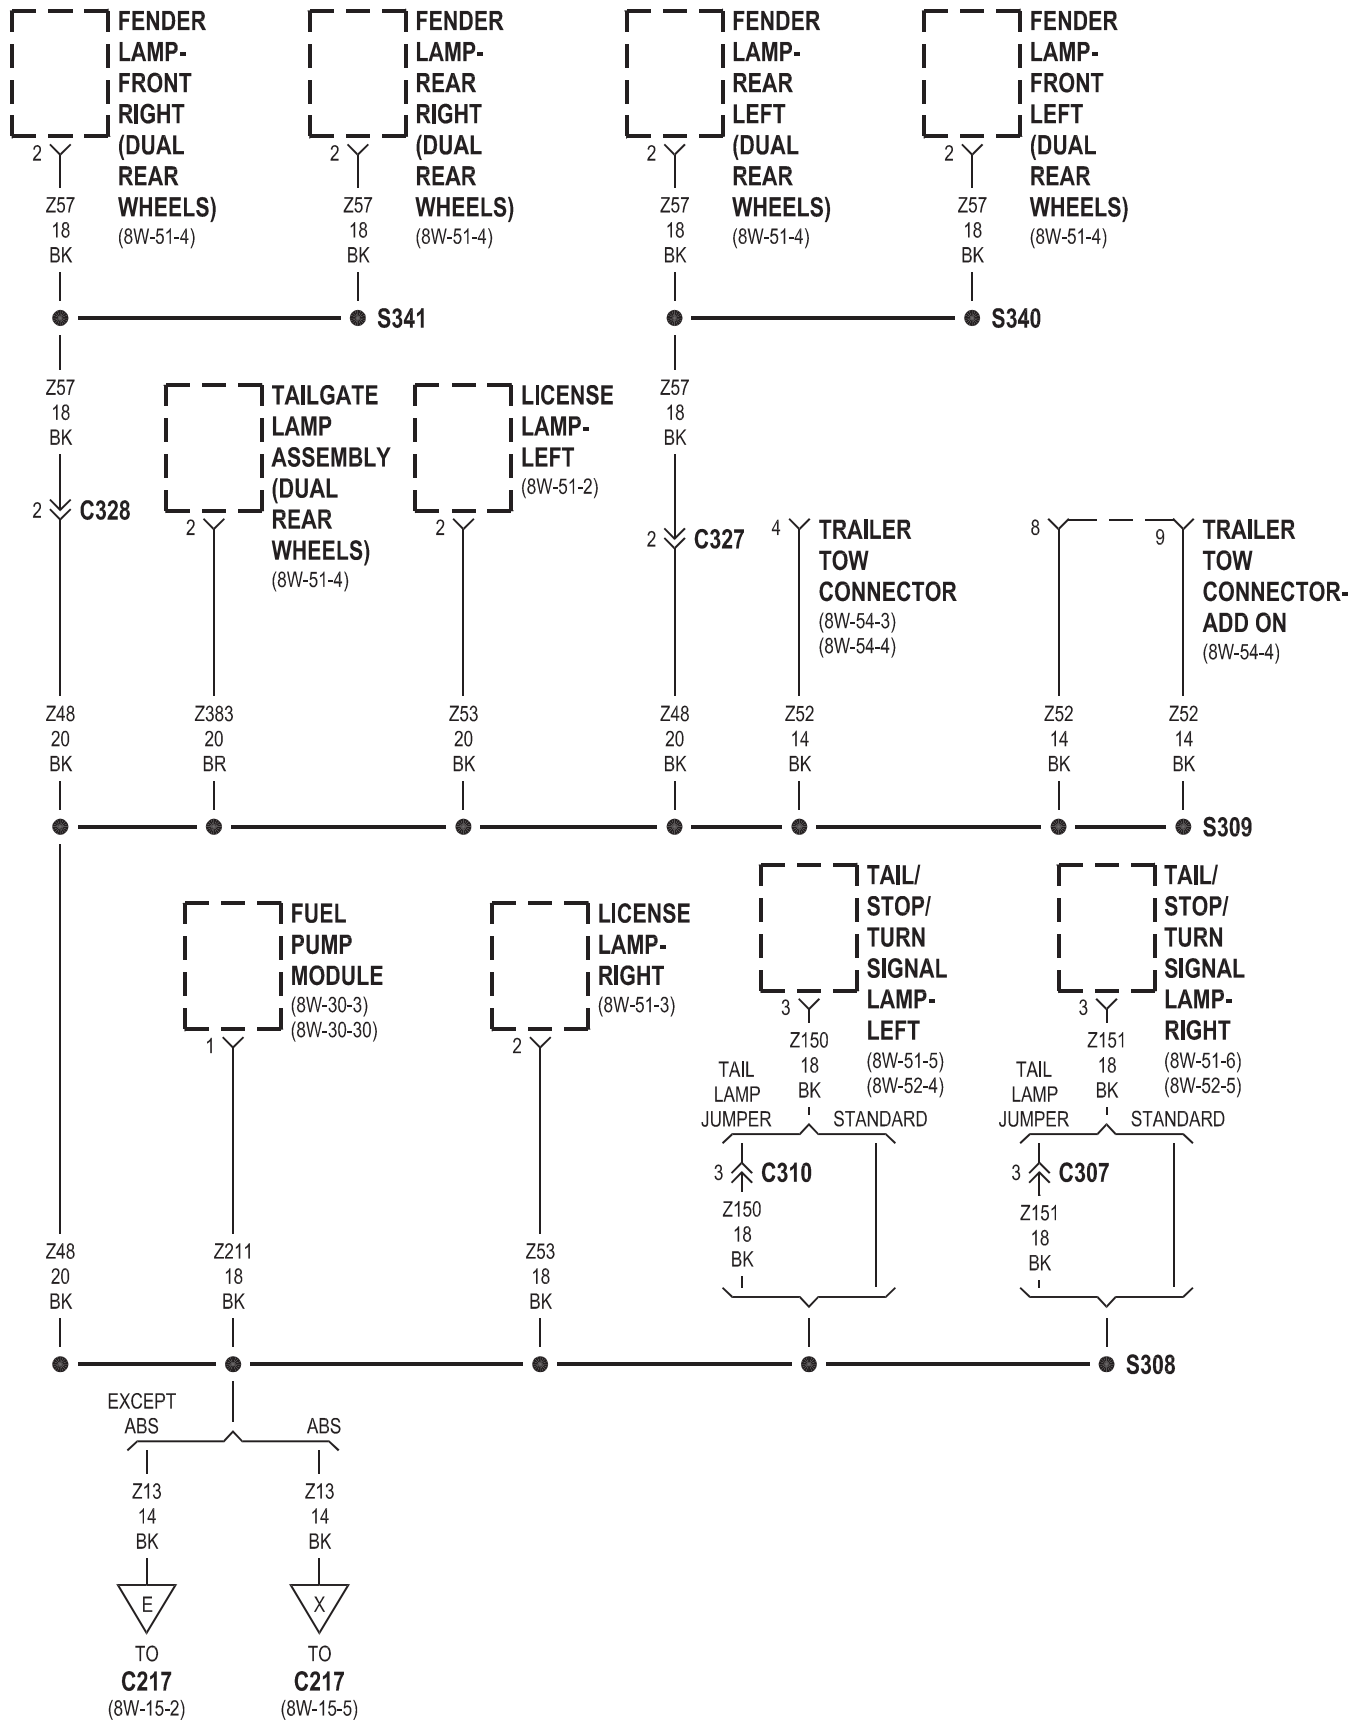 FENDER
LAMP-
FRONT
RIGHT
(DUAL
REAR
WHEELS)
(8W-51-4)
2
Z57
18
BK
FENDER
LAMP-
REAR
RIGHT
(DUAL
REAR
WHEELS)
(8W-51-4)
2
Z57
18
BK
S341
FENDER
LAMP-
REAR
LEFT
(DUAL
REAR
WHEELS)
(8W-51-4)
2
Z57
18
BK
FENDER
LAMP-
FRONT
LEFT
(DUAL
REAR
WHEELS)
(8W-51-4)
2
Z57
18
BK
S340
Z57
18
BK
2
C328
Z48
20
BK
TAILGATE
LAMP
ASSEMBLY
(DUAL
REAR
WHEELS)
(8W-51-4)
2
Z383
20
BR
LICENSE
LAMP-
LEFT
(8W-51-2)
2
Z53
20
BK
Z57
18
BK
2
C327
Z48
20
BK
4
TRAILER
TOW
CONNECTOR
(8W-54-3)
(8W-54-4)
Z52
14
BK
8
9
TRAILER
TOW
CONNECTOR-
ADD ON
(8W-54-4)
Z52
14
BK
Z52
14
BK
S309
Z48
20
BK
FUEL
PUMP
MODULE
(8W-30-3)
(8W-30-30)
1
Z211
18
BK
LICENSE
LAMP-
RIGHT
(8W-51-3)
2
Z53
18
BK
TAIL/
STOP/
TURN
SIGNAL
LAMP-
LEFT
(8W-51-5)
(8W-52-4)
3
Z150
18
BK
TAIL
LAMP
JUMPER
STANDARD
3
C310
Z150
18
BK
TAIL/
STOP/
TURN
SIGNAL
LAMP-
RIGHT
(8W-51-6)
(8W-52-5)
3
Z151
18
BK
TAIL
LAMP
JUMPER
STANDARD
3
C307
Z151
18
BK
S308
EXCEPT
ABS
ABS
Z13
14
BK
E
TO
C217
(8W-15-2)
Z13
14
BK
X
TO
C217
(8W-15-5)